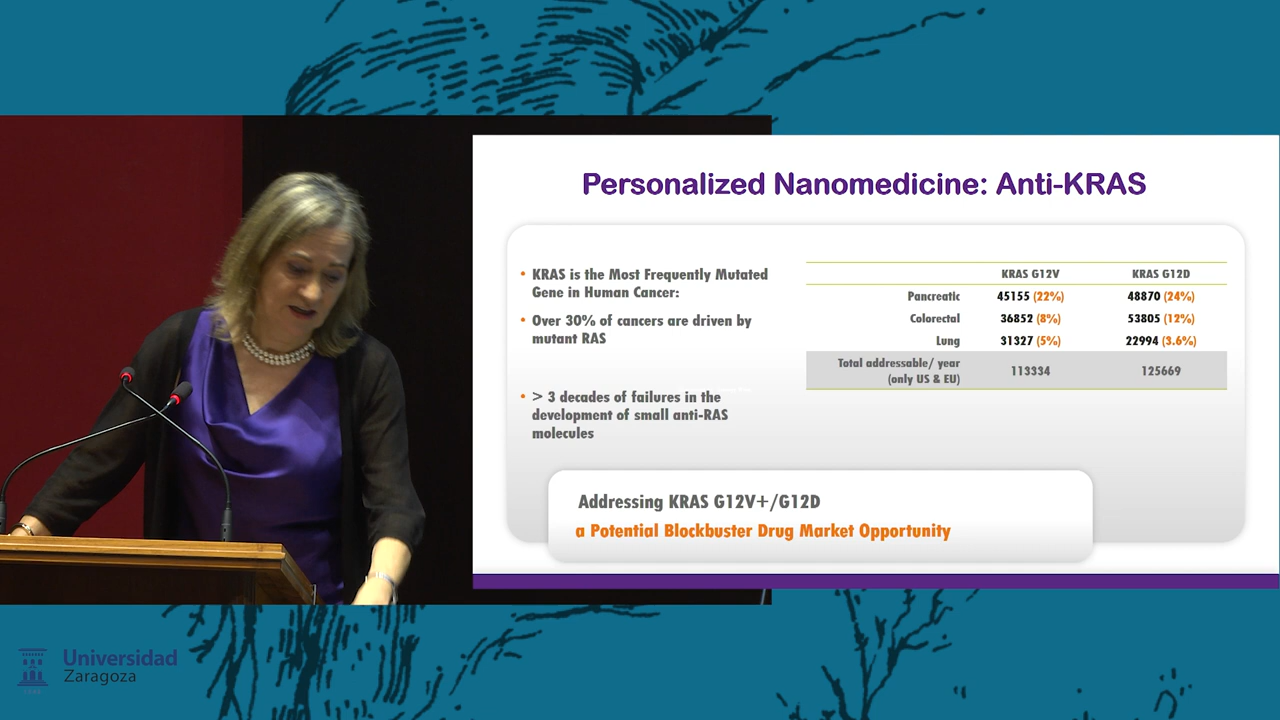 Personalized Nanomedicine: Anti-KRAS
• KRAS is the Most Frequently Mutated
Gene in Human Cancer:
• Over 30% of cancers are driven by
mutant RAS
• > 3 decades of failures in the
development of small anti-RAS
molecules
KRAS G12V KRAS G12D
Pancreatic 45155 (22%) 48870 (24%)
Colorectal 36852 (8%) 53805 (12%)
Lung 31327 (5%) 22994 (3.6%)
Total addressable/ year
(only US & EU) 113334 125669
Addressing KRAS G12V+/G12D
a Potential Blockbuster Drug Market Opportunity
Universidad
Zaragoza